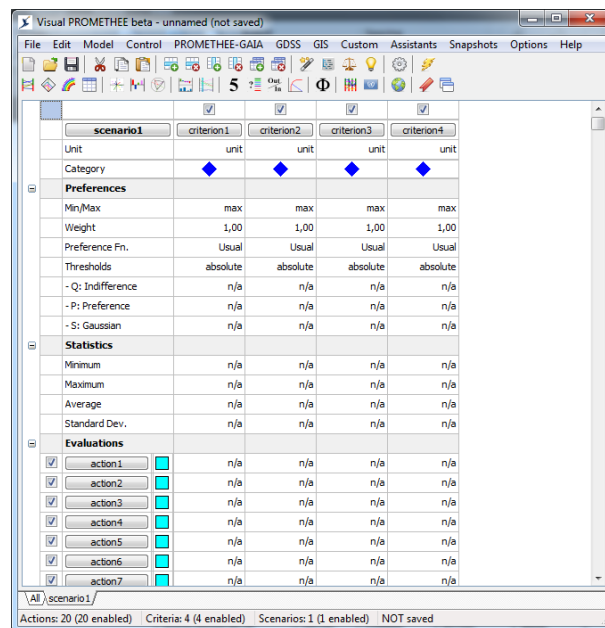 Visual PROMETHEE beta - unnamed (not saved)
File Edit Model Control PROMETHEE-GAIA GDSS GIS Custom Assistants Snapshots Options Help
5 ?= Out/In Φ
scenario1 criterion1 criterion2 criterion3 criterion4
Unit unit unit unit unit
Category
Preferences
Min/Max max max max max
Weight 1,00 1,00 1,00 1,00
Preference Fn. Usual Usual Usual Usual
Thresholds absolute absolute absolute absolute
- Q: Indifference n/a n/a n/a n/a
- P: Preference n/a n/a n/a n/a
- S: Gaussian n/a n/a n/a n/a
Statistics
Minimum n/a n/a n/a n/a
Maximum n/a n/a n/a n/a
Average n/a n/a n/a n/a
Standard Dev. n/a n/a n/a n/a
Evaluations
action1 n/a n/a n/a n/a
action2 n/a n/a n/a n/a
action3 n/a n/a n/a n/a
action4 n/a n/a n/a n/a
action5 n/a n/a n/a n/a
action6 n/a n/a n/a n/a
action7 n/a n/a n/a n/a
All scenario1
Actions: 20 (20 enabled) Criteria: 4 (4 enabled) Scenarios: 1 (1 enabled) NOT saved